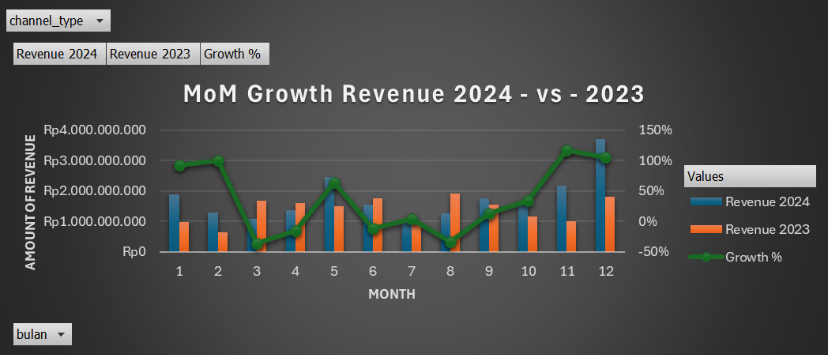 channel_type
Revenue 2024 Revenue 2023 Growth %
MoM Growth Revenue 2024 - vs - 2023
AMOUNT OF REVENUE
Rp4.000.000.000 150%
Rp3.000.000.000 100%
Rp2.000.000.000 50%
Rp1.000.000.000 0%
Rp0 -50%
1 2 3 4 5 6 7 8 9 10 11 12
MONTH
Values
Revenue 2024
Revenue 2023
Growth %
bulan